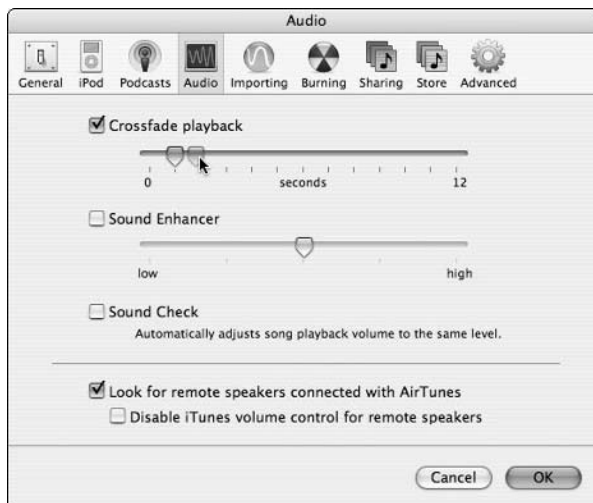 Audio
General iPod Podcasts Audio Importing Burning Sharing Store Advanced
Crossfade playback
0 seconds 12
Sound Enhancer
low high
Sound Check
Automatically adjusts song playback volume to the same level.
Look for remote speakers connected with AirTunes
Disable iTunes volume control for remote speakers
Cancel OK